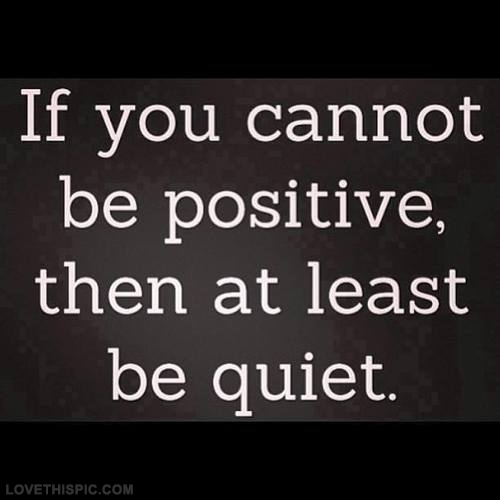 If you cannot
be positive,
then at least
be quiet.
LOVETHISPIC.COM